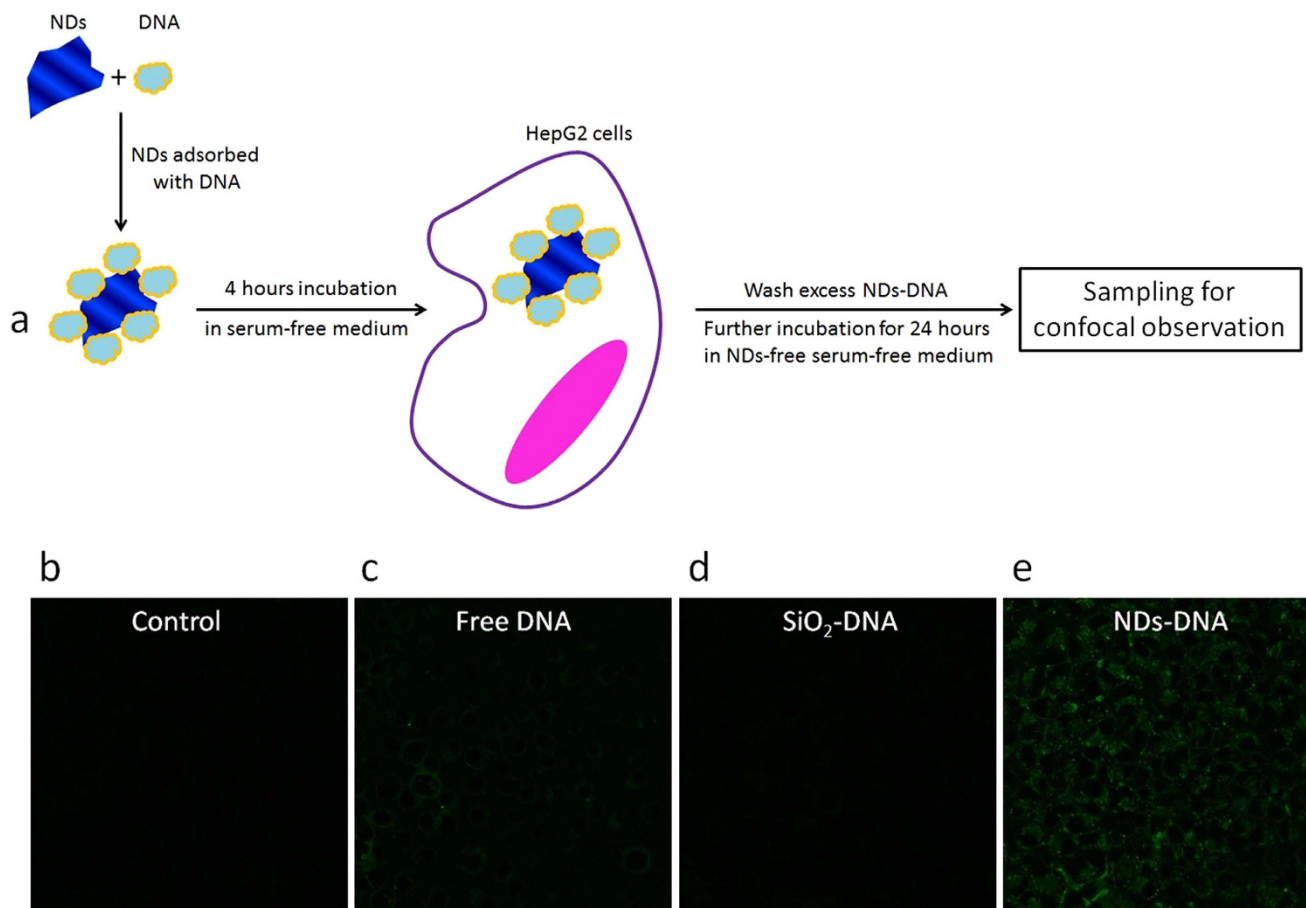 NDs
DNA
+
NDs adsorbed
with DNA
a
4 hours incubation
in serum-free medium
HepG2 cells
Wash excess NDs-DNA
Further incubation for 24 hours
in NDs-free serum-free medium
Sampling for
confocal observation
b
Control
c
Free DNA
d
SiO₂-DNA
e
NDs-DNA